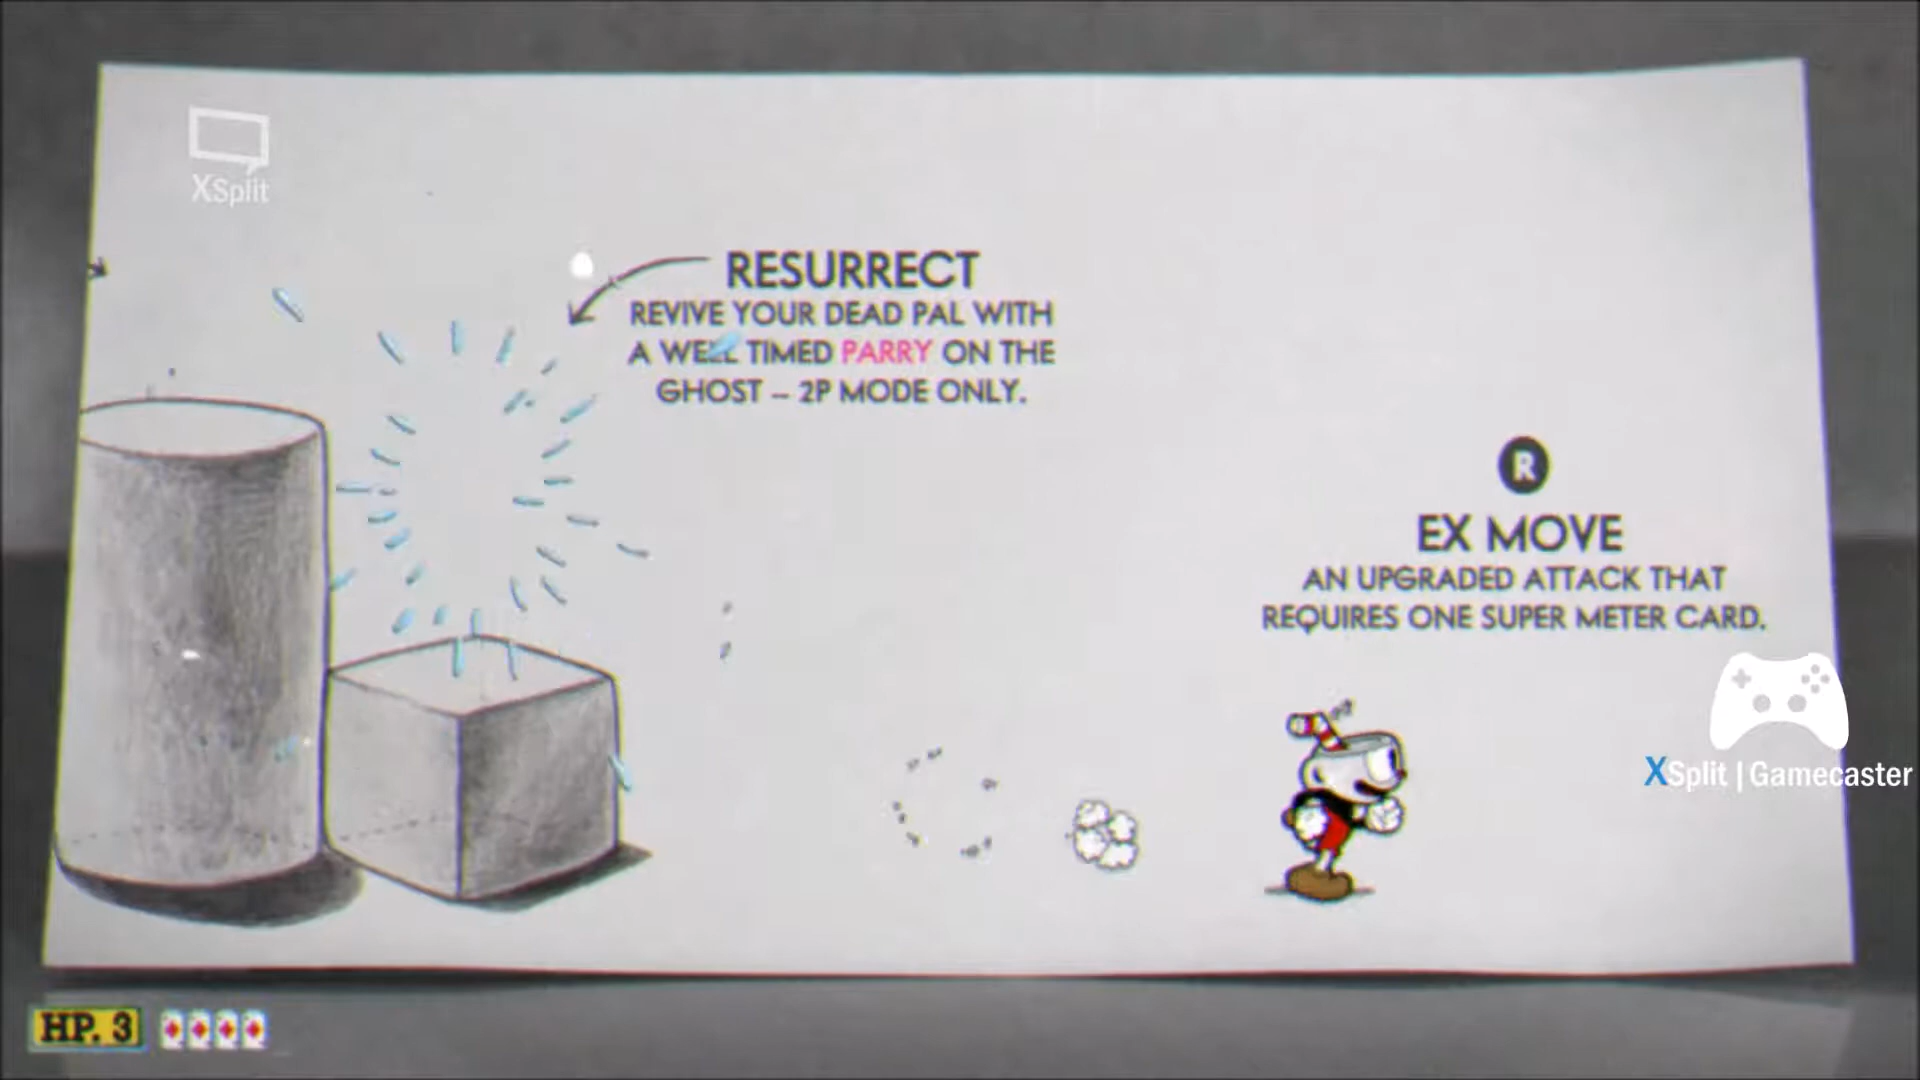 XSplit
RESURRECT
REVIVE YOUR DEAD PAL WITH
A WELL TIMED PARRY ON THE
GHOST – 2P MODE ONLY.
R
EX MOVE
AN UPGRADED ATTACK THAT
REQUIRES ONE SUPER METER CARD.
XSplit | Gamecaster
HP. 3